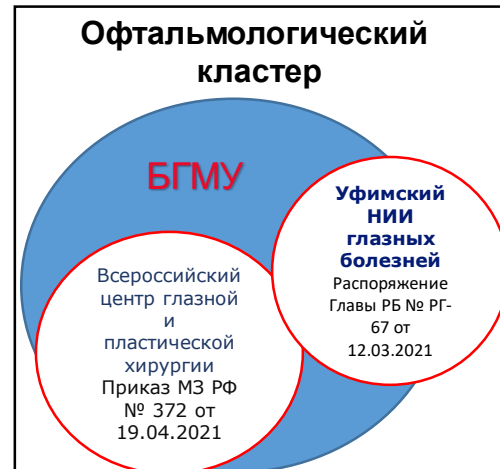 Офтальмологический
кластер
БГМУ
Уфимский
НИИ
глазных
болезней
Распоряжение
Главы РБ № РГ-
67 от
12.03.2021
Всероссийский
центр глазной
и
пластической
хирургии
Приказ МЗ РФ
№ 372 от
19.04.2021